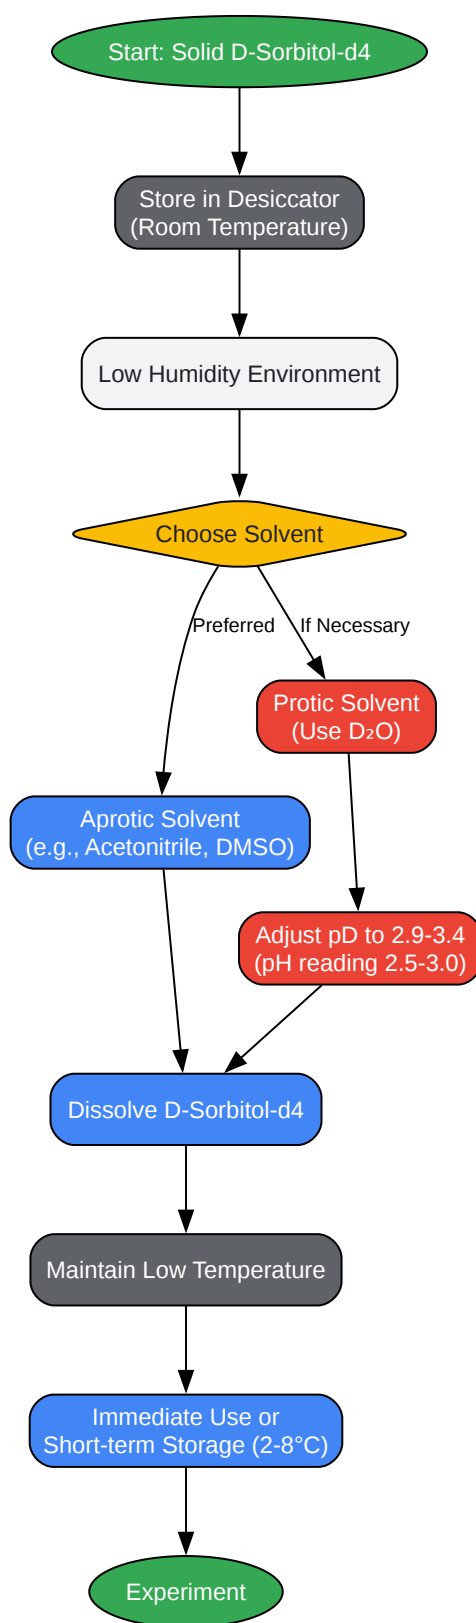 Start: Solid D-Sorbitol-d4
Store in Desiccator
(Room Temperature)
Low Humidity Environment
Choose Solvent
Preferred
If Necessary
Protic Solvent
(Use D₂O)
Aprotic Solvent
(e.g., Acetonitrile, DMSO)
Adjust pD to 2.9-3.4
(pH reading 2.5-3.0)
Dissolve D-Sorbitol-d4
Maintain Low Temperature
Immediate Use or
Short-term Storage (2-8°C)
Experiment